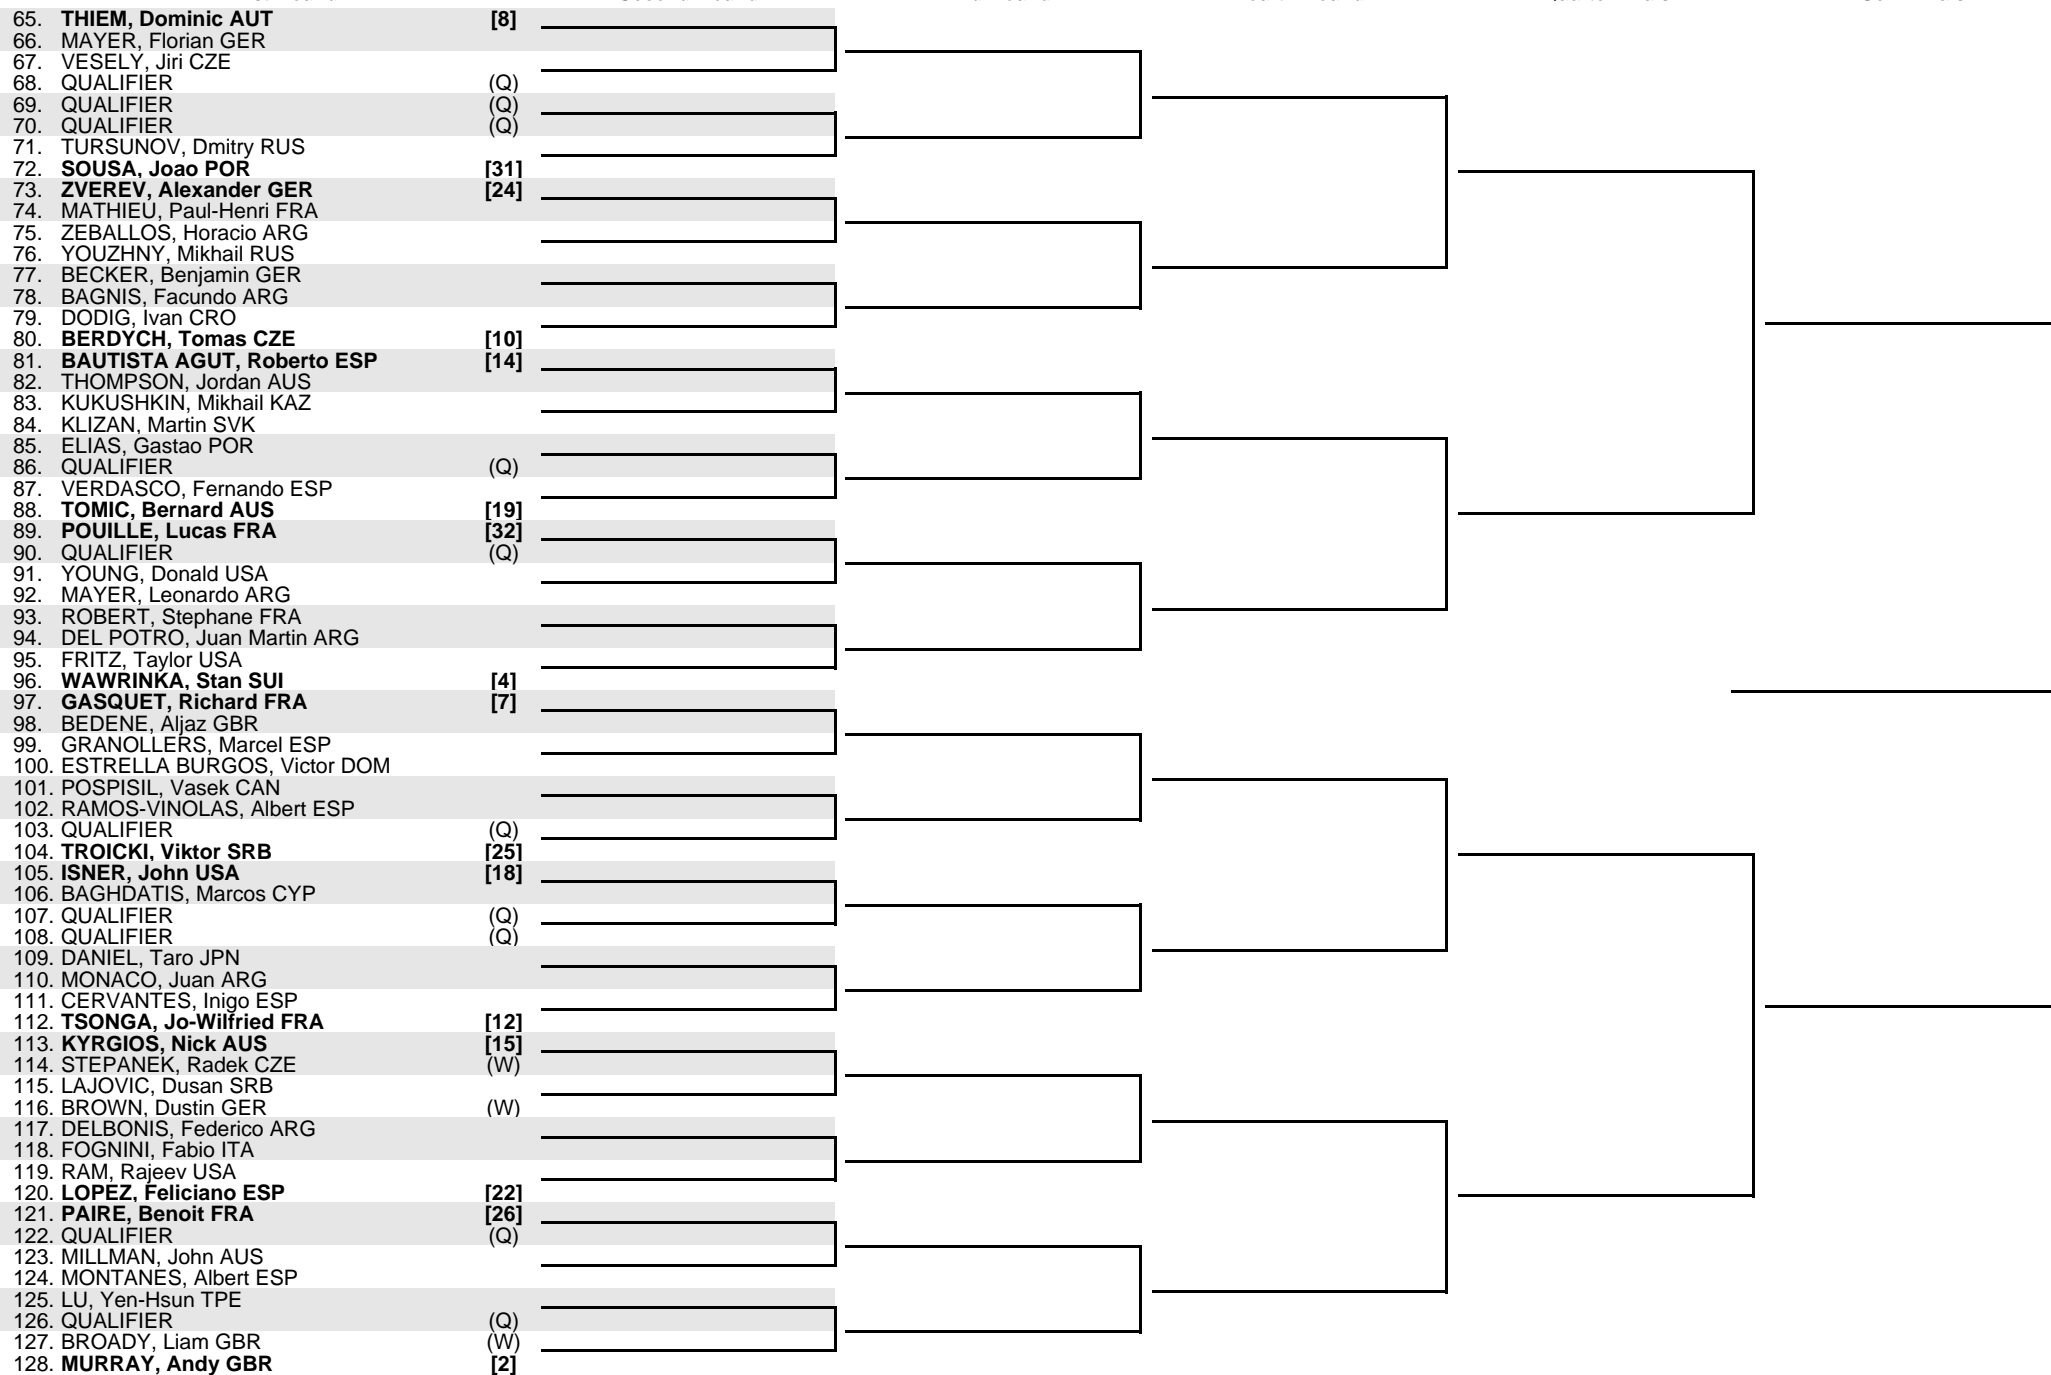 65. THIEM, Dominic AUT [8]
66. MAYER, Florian GER
67. VESELY, Jiri CZE
68. QUALIFIER (Q)
69. QUALIFIER (Q)
70. QUALIFIER (Q)
71. TURSUNOV, Dmitry RUS
72. SOUSA, Joao POR [31]
73. ZVEREV, Alexander GER [24]
74. MATHIEU, Paul-Henri FRA
75. ZEBALLOS, Horacio ARG
76. YOUZHNY, Mikhail RUS
77. BECKER, Benjamin GER
78. BAGNIS, Facundo ARG
79. DODIG, Ivan CRO
80. BERDYCH, Tomas CZE [10]
81. BAUTISTA AGUT, Roberto ESP [14]
82. THOMPSON, Jordan AUS
83. KUKUSHKIN, Mikhail KAZ
84. KLIZAN, Martin SVK
85. ELIAS, Gastao POR
86. QUALIFIER (Q)
87. VERDASCO, Fernando ESP
88. TOMIC, Bernard AUS [19]
89. POUILLE, Lucas FRA [32]
90. QUALIFIER (Q)
91. YOUNG, Donald USA
92. MAYER, Leonardo ARG
93. ROBERT, Stephane FRA
94. DEL POTRO, Juan Martin ARG
95. FRITZ, Taylor USA
96. WAWRINKA, Stan SUI [4]
97. GASQUET, Richard FRA [7]
98. BEDENE, Aljaz GBR
99. GRANOLLERS, Marcel ESP
100. ESTRELLA BURGOS, Victor DOM
101. POSPISIL, Vasek CAN
102. RAMOS-VINOLAS, Albert ESP
103. QUALIFIER (Q)
104. TROICKI, Viktor SRB [25]
105. ISNER, John USA [18]
106. BAGHDATIS, Marcos CYP
107. QUALIFIER (Q)
108. QUALIFIER (Q)
109. DANIEL, Taro JPN
110. MONACO, Juan ARG
111. CERVANTES, Inigo ESP
112. TSONGA, Jo-Wilfried FRA [12]
113. KYRGIOS, Nick AUS [15]
114. STEPANEK, Radek CZE (W)
115. LAJOVIC, Dusan SRB
116. BROWN, Dustin GER (W)
117. DELBONIS, Federico ARG
118. FOGNINI, Fabio ITA
119. RAM, Rajeev USA
120. LOPEZ, Feliciano ESP [22]
121. PAIRE, Benoit FRA [26]
122. QUALIFIER (Q)
123. MILLMAN, John AUS
124. MONTANES, Albert ESP
125. LU, Yen-Hsun TPE
126. QUALIFIER (Q)
127. BROADY, Liam GBR (W)
128. MURRAY, Andy GBR [2]